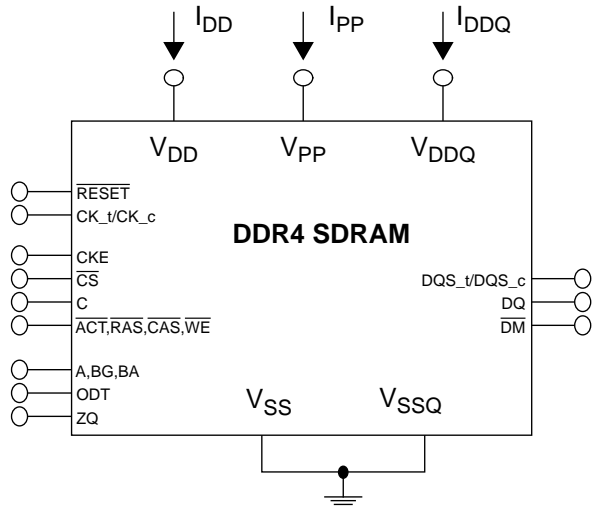 IDD IPP IDDQ
VDD VPP VDDQ
RESET
CK_t/CK_c
DDR4 SDRAM
CKE
CS
DQS_t/DQS_c
C
DQ
ACT,RAS,CAS,WE
DM
A,BG,BA
ODT
ZQ
VSS VSSQ